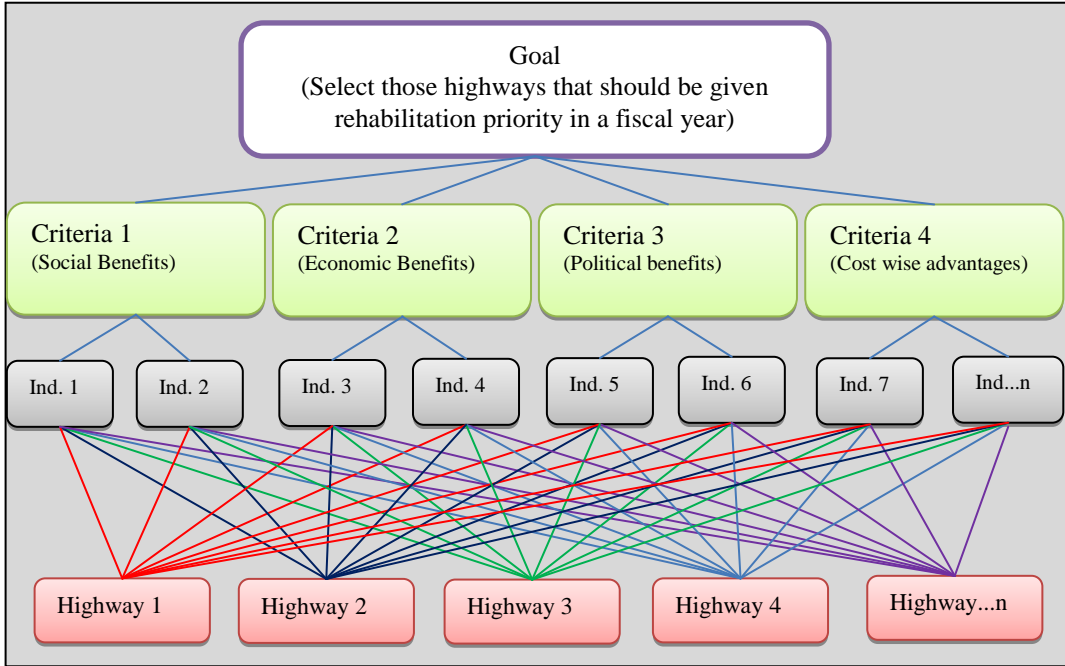 Goal
(Select those highways that should be given
rehabilitation priority in a fiscal year)
Criteria 1
(Social Benefits)
Criteria 2
(Economic Benefits)
Criteria 3
(Political benefits)
Criteria 4
(Cost wise advantages)
Ind. 1
Ind. 2
Ind. 3
Ind. 4
Ind. 5
Ind. 6
Ind. 7
Ind...n
Highway 1
Highway 2
Highway 3
Highway 4
Highway...n